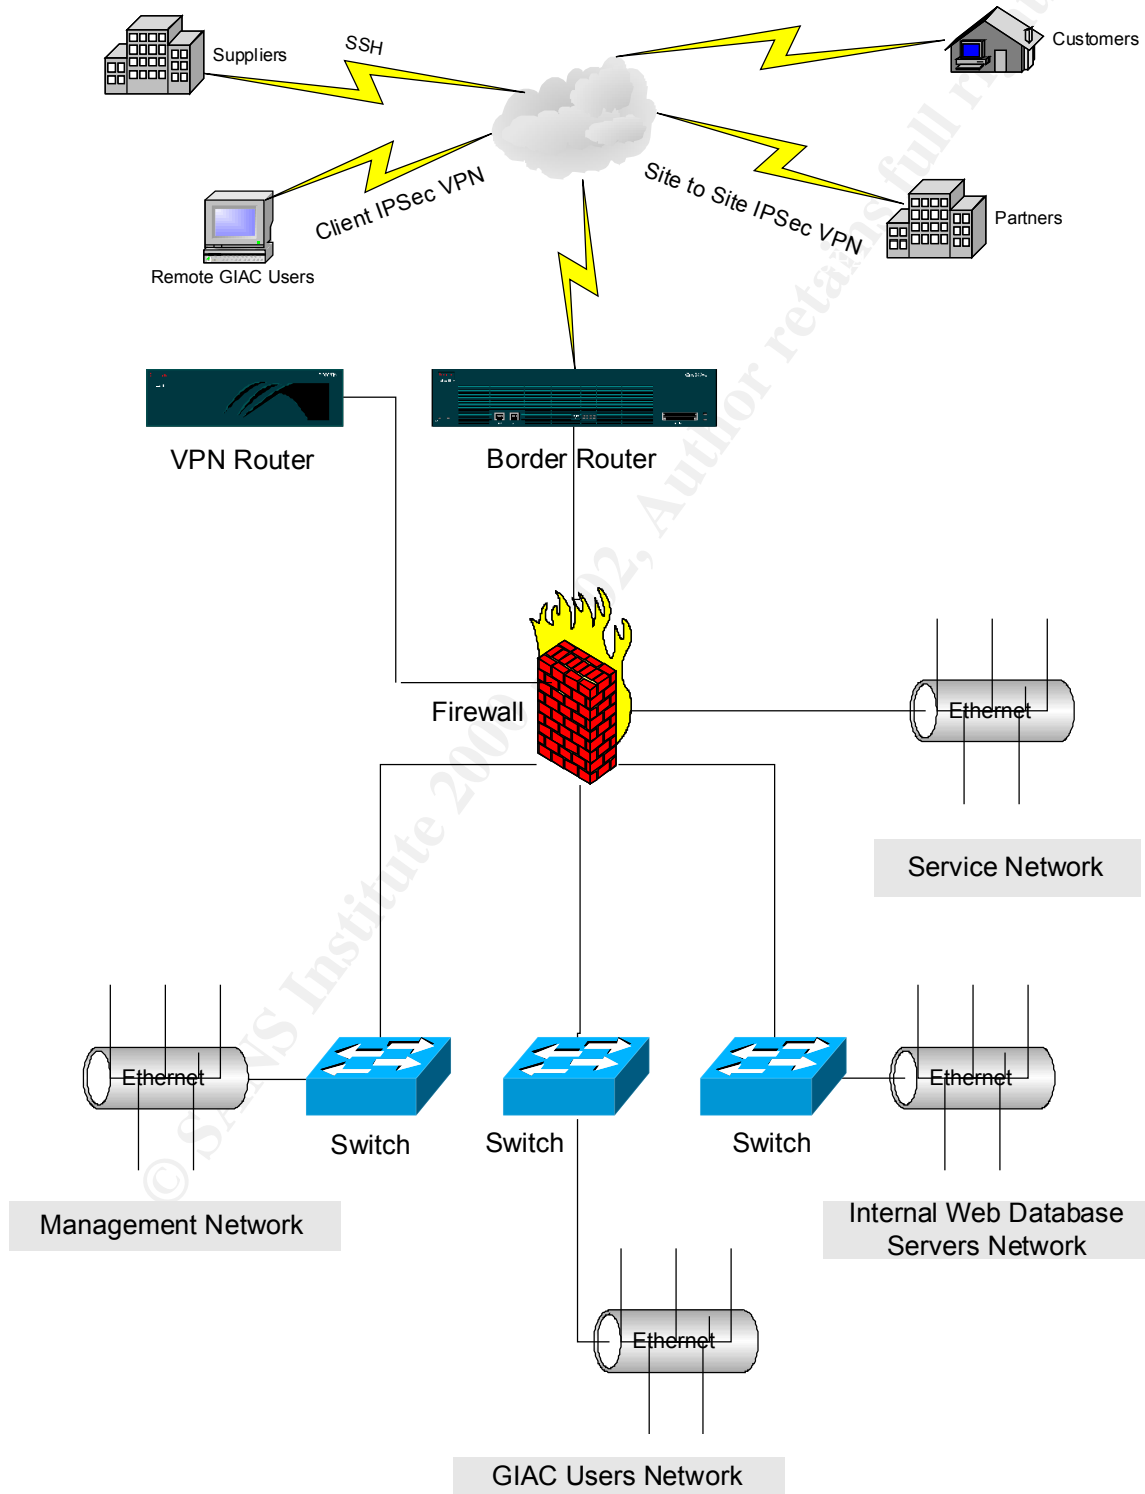 Suppliers
SSH
Customers
Client IPSec VPN
Site to Site IPSec VPN
Partners
Remote GIAC Users
VPN Router
Border Router
Firewall
Ethernet
Service Network
Ethernet
Ethernet
Switch
Switch
Switch
Management Network
Internal Web Database
Servers Network
Ethernet
GIAC Users Network
© SANS Institute 2000 - 2002, Author retains full rights.